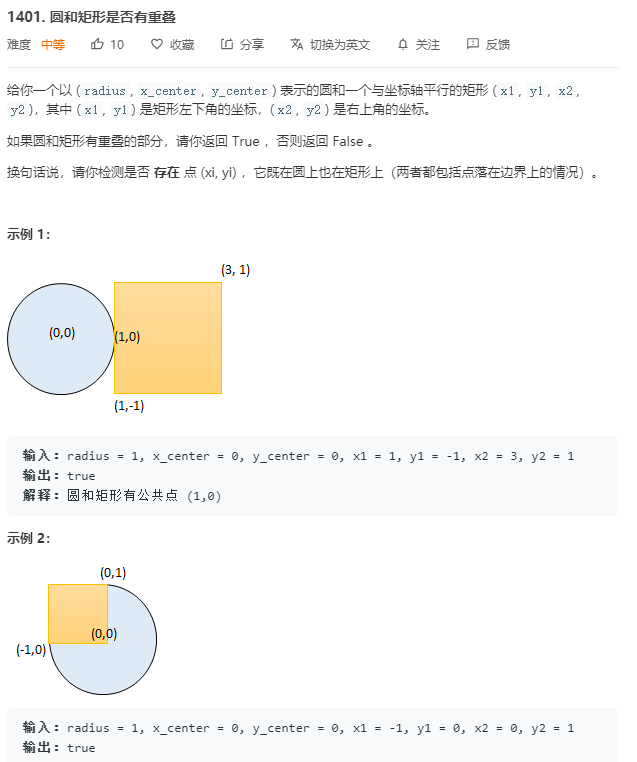 1401. 圆和矩形是否有重叠
难度 中等 10 收藏 分享 切换为英文 关注 反馈
给你一个以 (radius, x_center, y_center) 表示的圆和一个与坐标轴平行的矩形 (x1, y1, x2,
y2)，其中 (x1, y1) 是矩形左下角的坐标，(x2, y2) 是右上角的坐标。
如果圆和矩形有重叠的部分，请你返回 True ，否则返回 False 。
换句话说，请你检测是否 存在 点 (xi, yi) ，它既在圆上也在矩形上（两者都包括点落在边界上的情况）。
示例 1：
(3, 1)
(0,0)
(1,0)
(1,-1)
输入：radius = 1, x_center = 0, y_center = 0, x1 = 1, y1 = -1, x2 = 3, y2 = 1
输出：true
解释：圆和矩形有公共点 (1,0)
示例 2：
(0,1)
(0,0)
(-1,0)
输入：radius = 1, x_center = 0, y_center = 0, x1 = -1, y1 = 0, x2 = 0, y2 = 1
输出：true